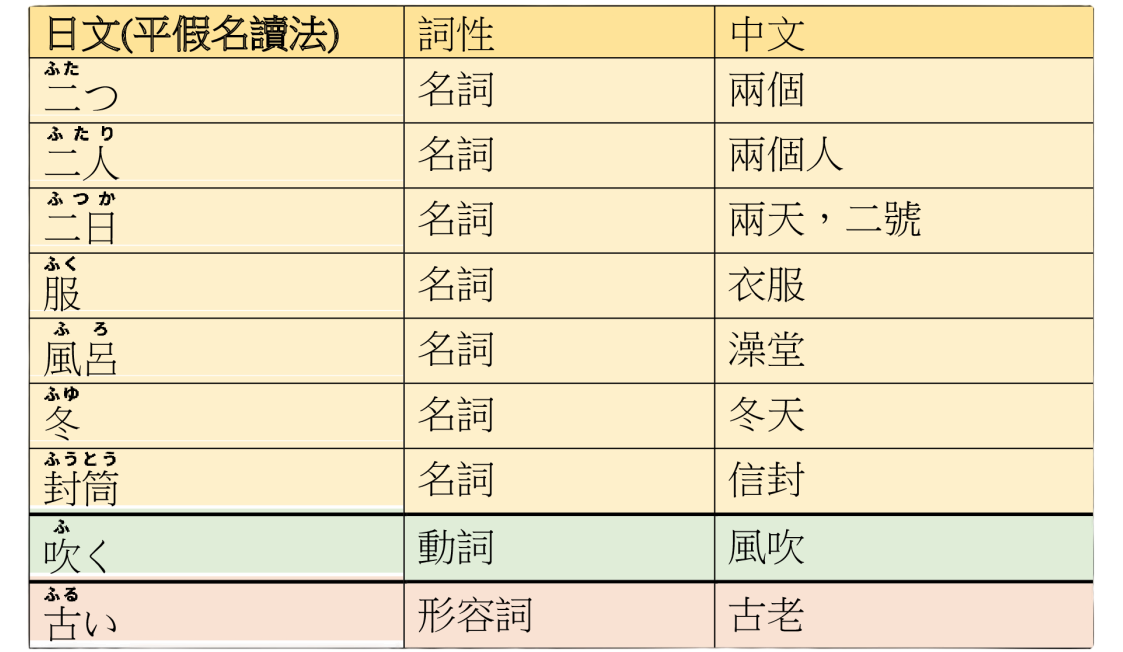 日文(平假名讀法) 詞性 中文
ふた
二つ 名詞 兩個
ふたり
二人 名詞 兩個人
ふつか
二日 名詞 兩天，二號
ふく
服 名詞 衣服
ふろ
風呂 名詞 澡堂
ふゆ
冬 名詞 冬天
ふうとう
封筒 名詞 信封
ふ
吹く 動詞 風吹
ふる
古い 形容詞 古老